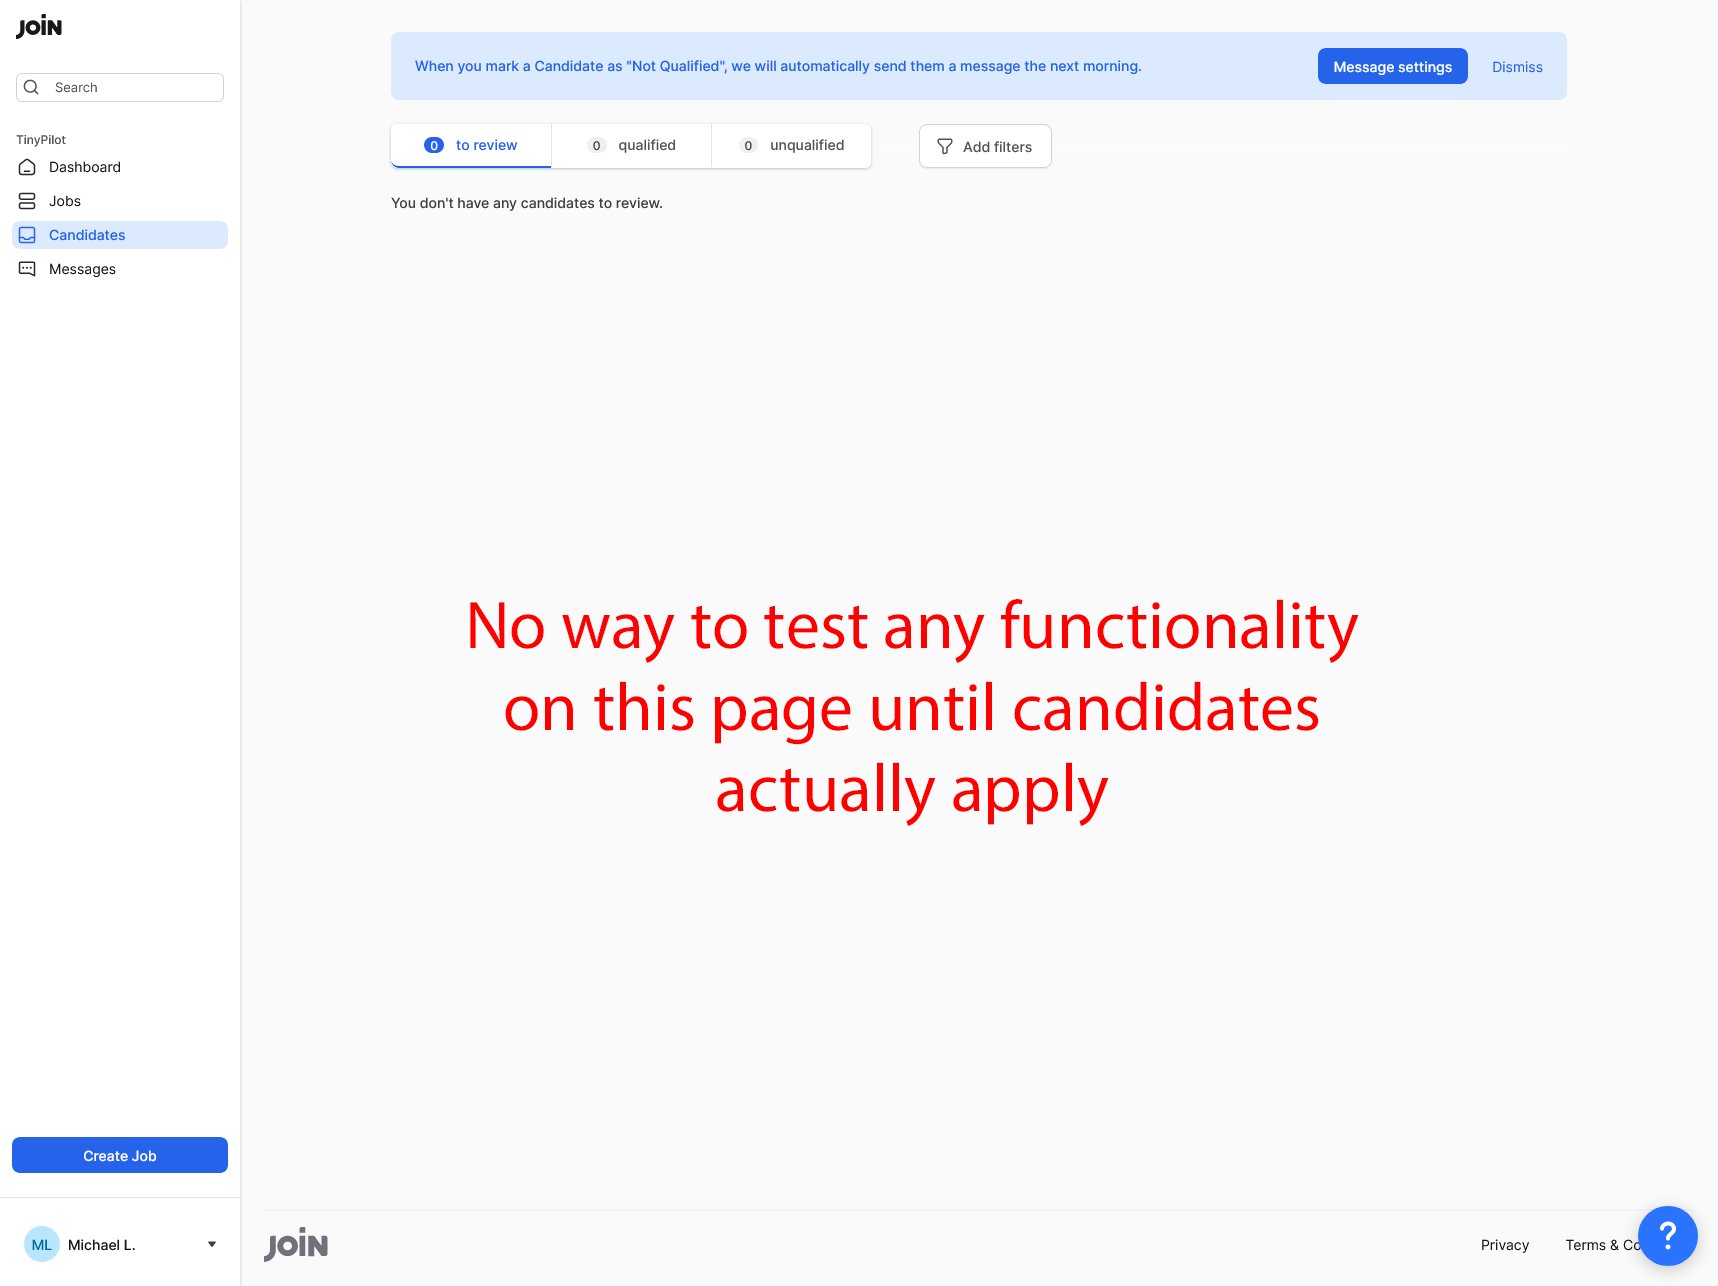 JOIN
Search
TinyPilot
Dashboard
Jobs
Candidates
Messages
When you mark a Candidate as "Not Qualified", we will automatically send them a message the next morning.
Message settings
Dismiss
0 to review
0 qualified
0 unqualified
Add filters
You don't have any candidates to review.
No way to test any functionality
on this page until candidates
actually apply
Create Job
ML Michael L.
JOIN
Privacy
Terms & Co
?